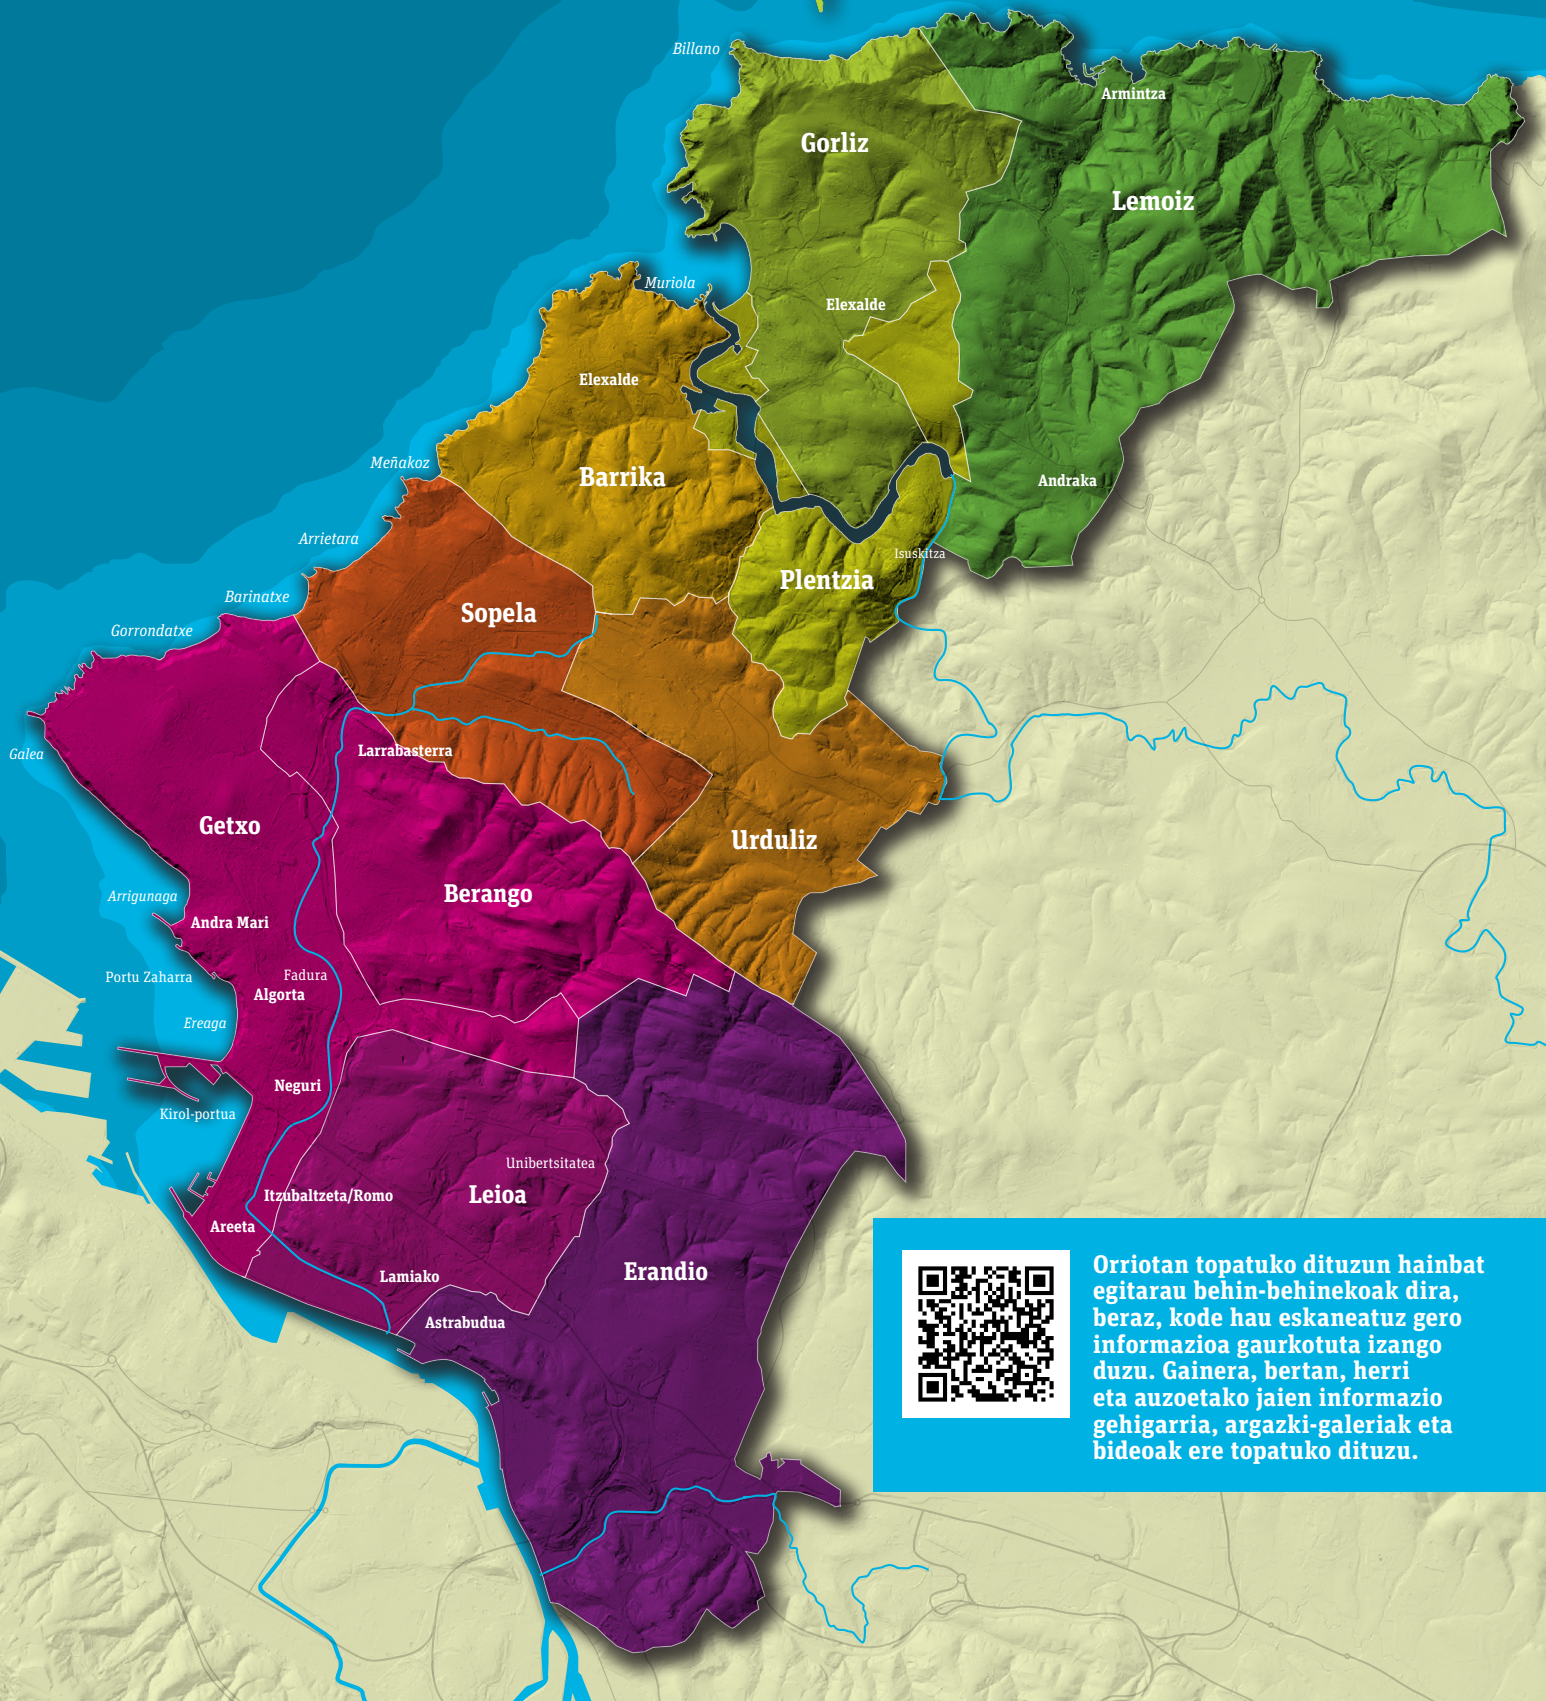 Billano
Armintza
Gorliz
Lemoiz
Muriola
Elexalde
Elexalde
Meñakoz
Barrika
Andraka
Arrietara
Isuskitza
Plentzia
Barinatxe
Sopela
Gorrondatxe
Galea
Larrabasterra
Getxo
Urduliz
Berango
Arrigunaga
Andra Mari
Portu Zaharra
Fadura
Algorta
Ereaga
Neguri
Kirol-portua
Unibertsitatea
Itzubaltzeta/Romo
Leioa
Areeta
Lamiako
Erandio
Astrabudua
Orriotan topatuko dituzun hainbat
egitarau behin-behinekoak dira,
beraz, kode hau eskaneatuz gero
informazioa gaurkotuta izango
duzu. Gainera, bertan, herri
eta auzoetako jaien informazio
gehigarria, argazki-galeriak eta
bideoak ere topatuko dituzu.